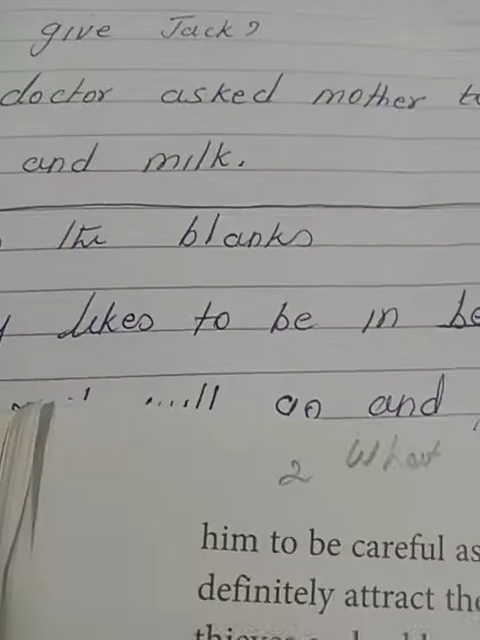 give Jack?
doctor asked mother to
and milk.
the blanks
likes to be in be
on and
2 What
him to be careful as
definitely attract the